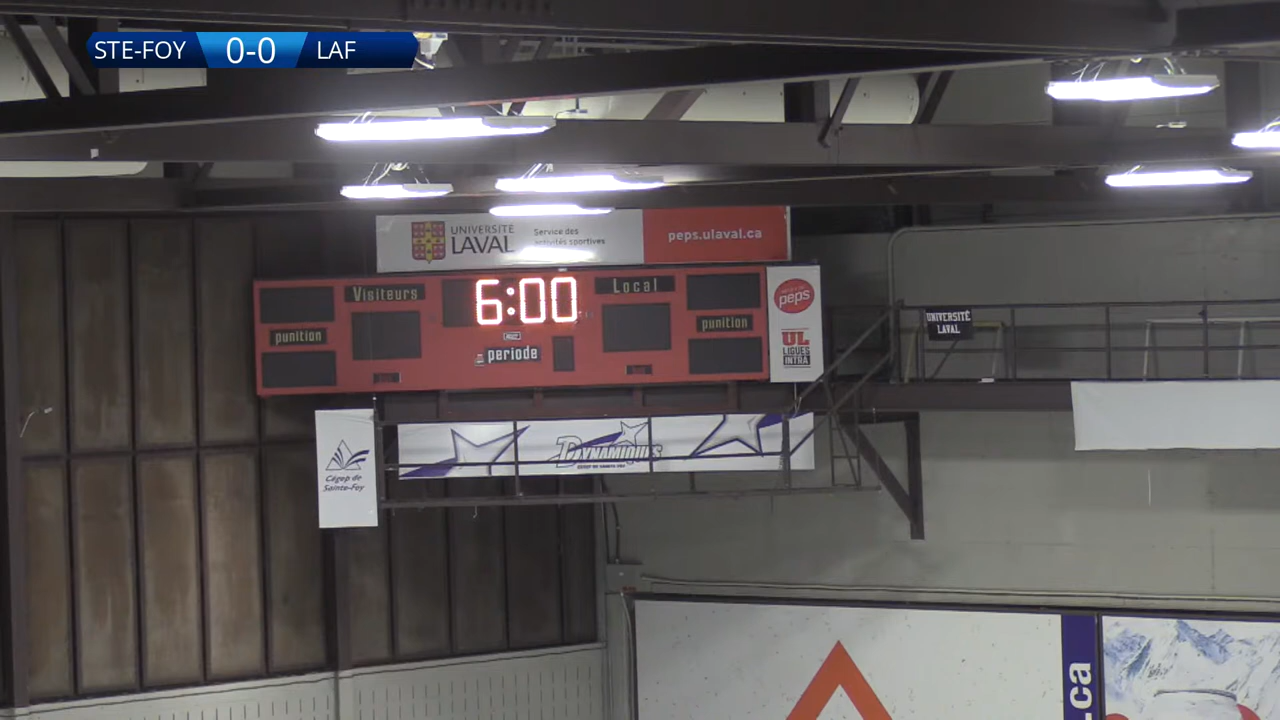 STE-FOY 0-0 LAF
UNIVERSITÉ
LAVAL
Service des
activités sportives
peps.ulaval.ca
Visiteurs
6:00
Local
punition
periode
punition
peps
UL
LIGUES
INTRA
UNIVERSITÉ
LAVAL
Cégep de
Sainte-Foy
DYNAMIQUES
.ca